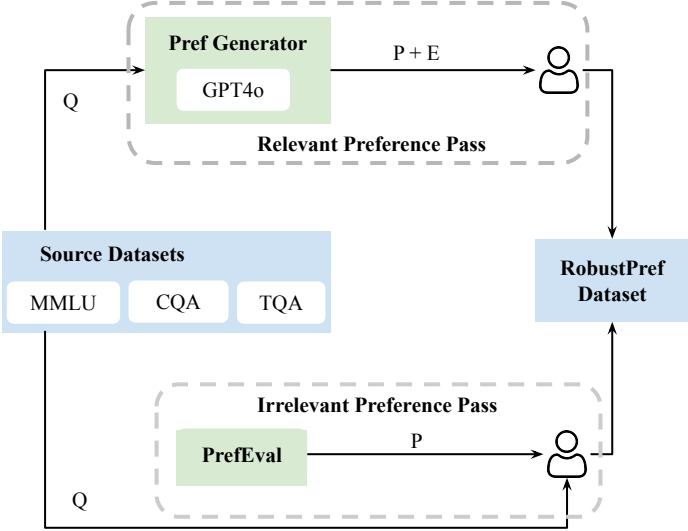 Pref Generator
GPT4o
P + E
Q
Relevant Preference Pass
Source Datasets
MMLU
CQA
TQA
RobustPref
Dataset
Irrelevant Preference Pass
PrefEval
P
Q